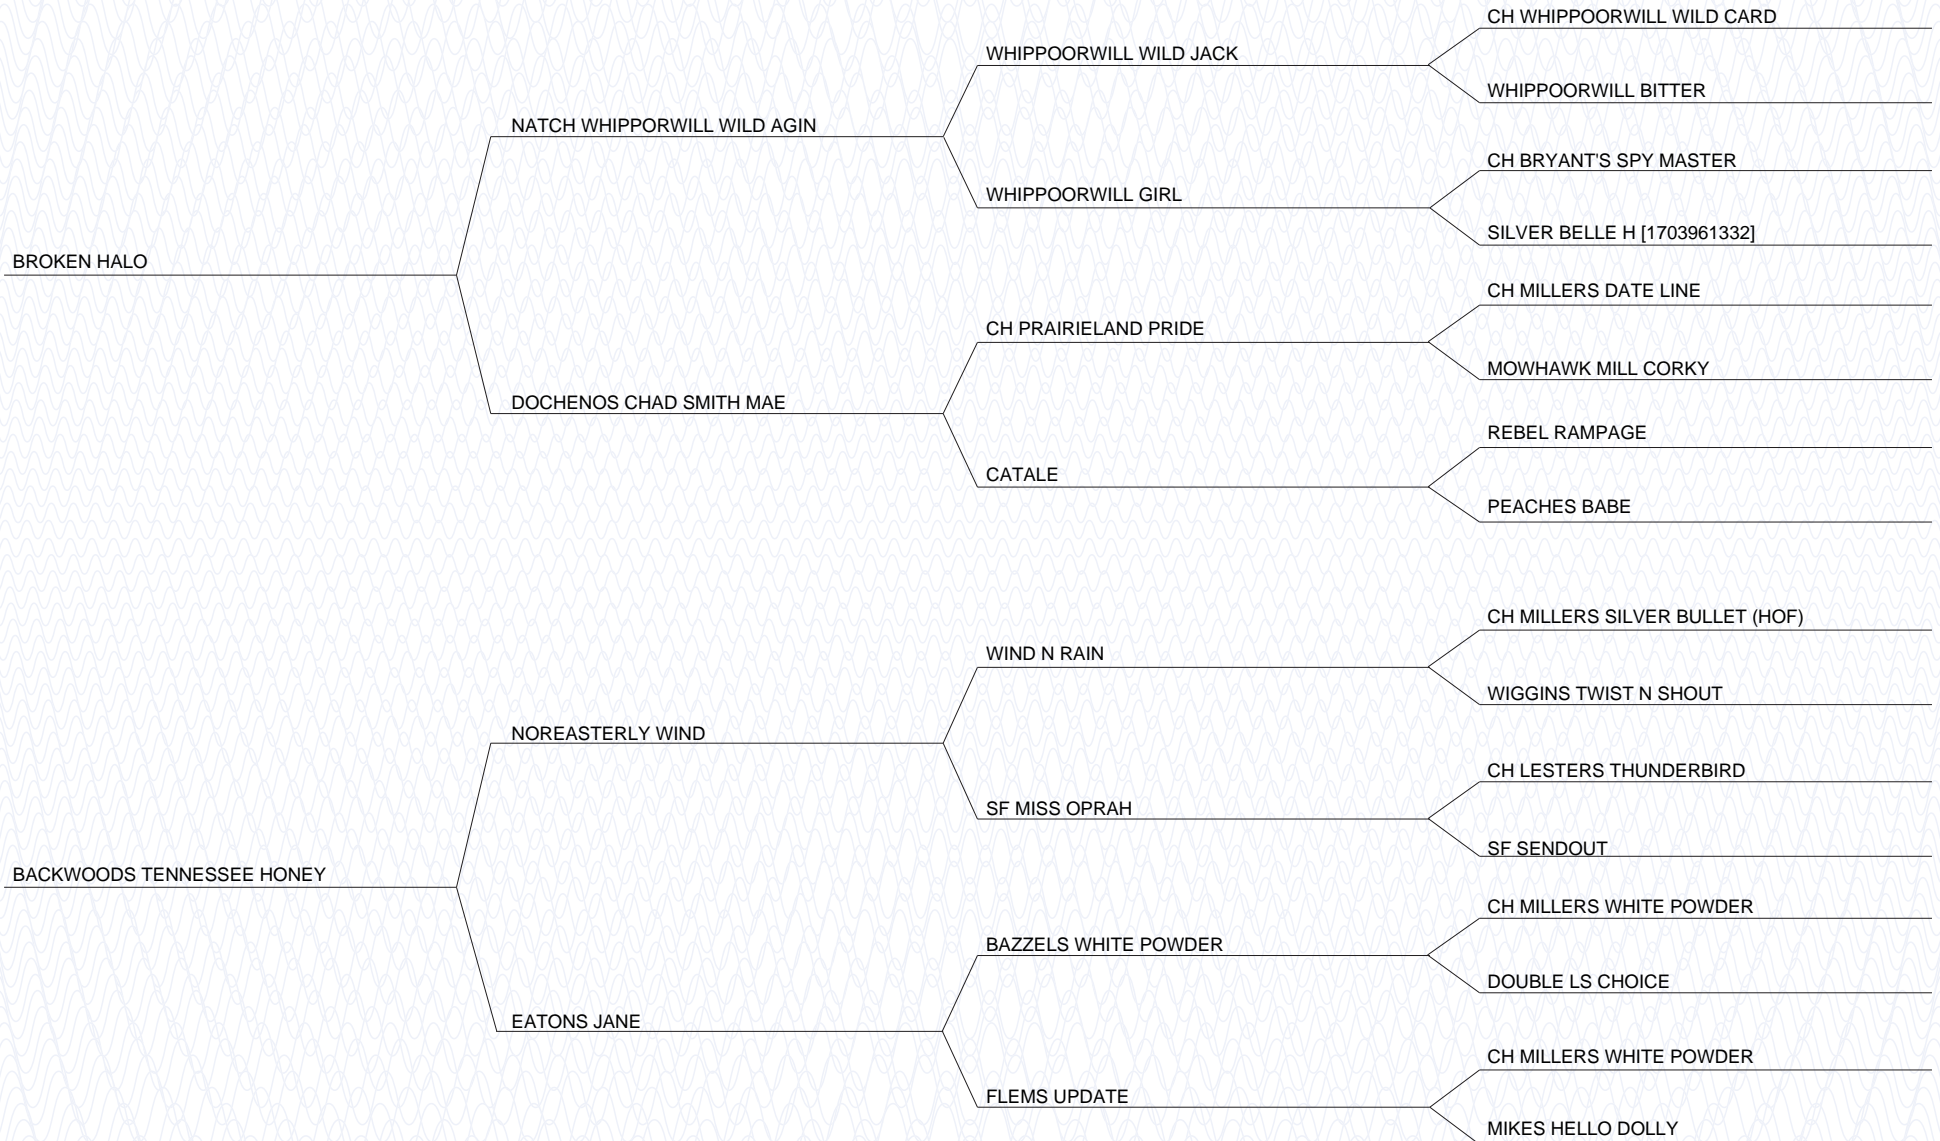 CH WHIPPOORWILL WILD CARD
WHIPPOORWILL WILD JACK
WHIPPOORWILL BITTER
NATCH WHIPPORWILL WILD AGIN
CH BRYANT'S SPY MASTER
WHIPPOORWILL GIRL
SILVER BELLE H [1703961332]
BROKEN HALO
CH MILLERS DATE LINE
CH PRAIRIELAND PRIDE
MOWHAWK MILL CORKY
DOCHENOS CHAD SMITH MAE
REBEL RAMPAGE
CATALE
PEACHES BABE
CH MILLERS SILVER BULLET (HOF)
WIND N RAIN
WIGGINS TWIST N SHOUT
NOREASTERLY WIND
CH LESTERS THUNDERBIRD
SF MISS OPRAH
SF SENDOUT
BACKWOODS TENNESSEE HONEY
CH MILLERS WHITE POWDER
BAZZELS WHITE POWDER
DOUBLE LS CHOICE
EATONS JANE
CH MILLERS WHITE POWDER
FLEMS UPDATE
MIKES HELLO DOLLY